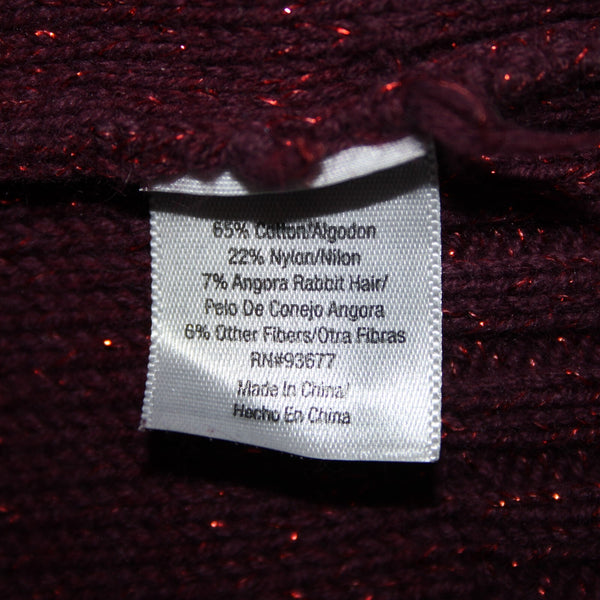 65% Cotton/Algodon
22% Nylon/Nilon
7% Angora Rabbit Hair/
Pelo De Conejo Angora
6% Other Fibers/Otra Fibras
RN#93677
Made In China/
Hecho En China